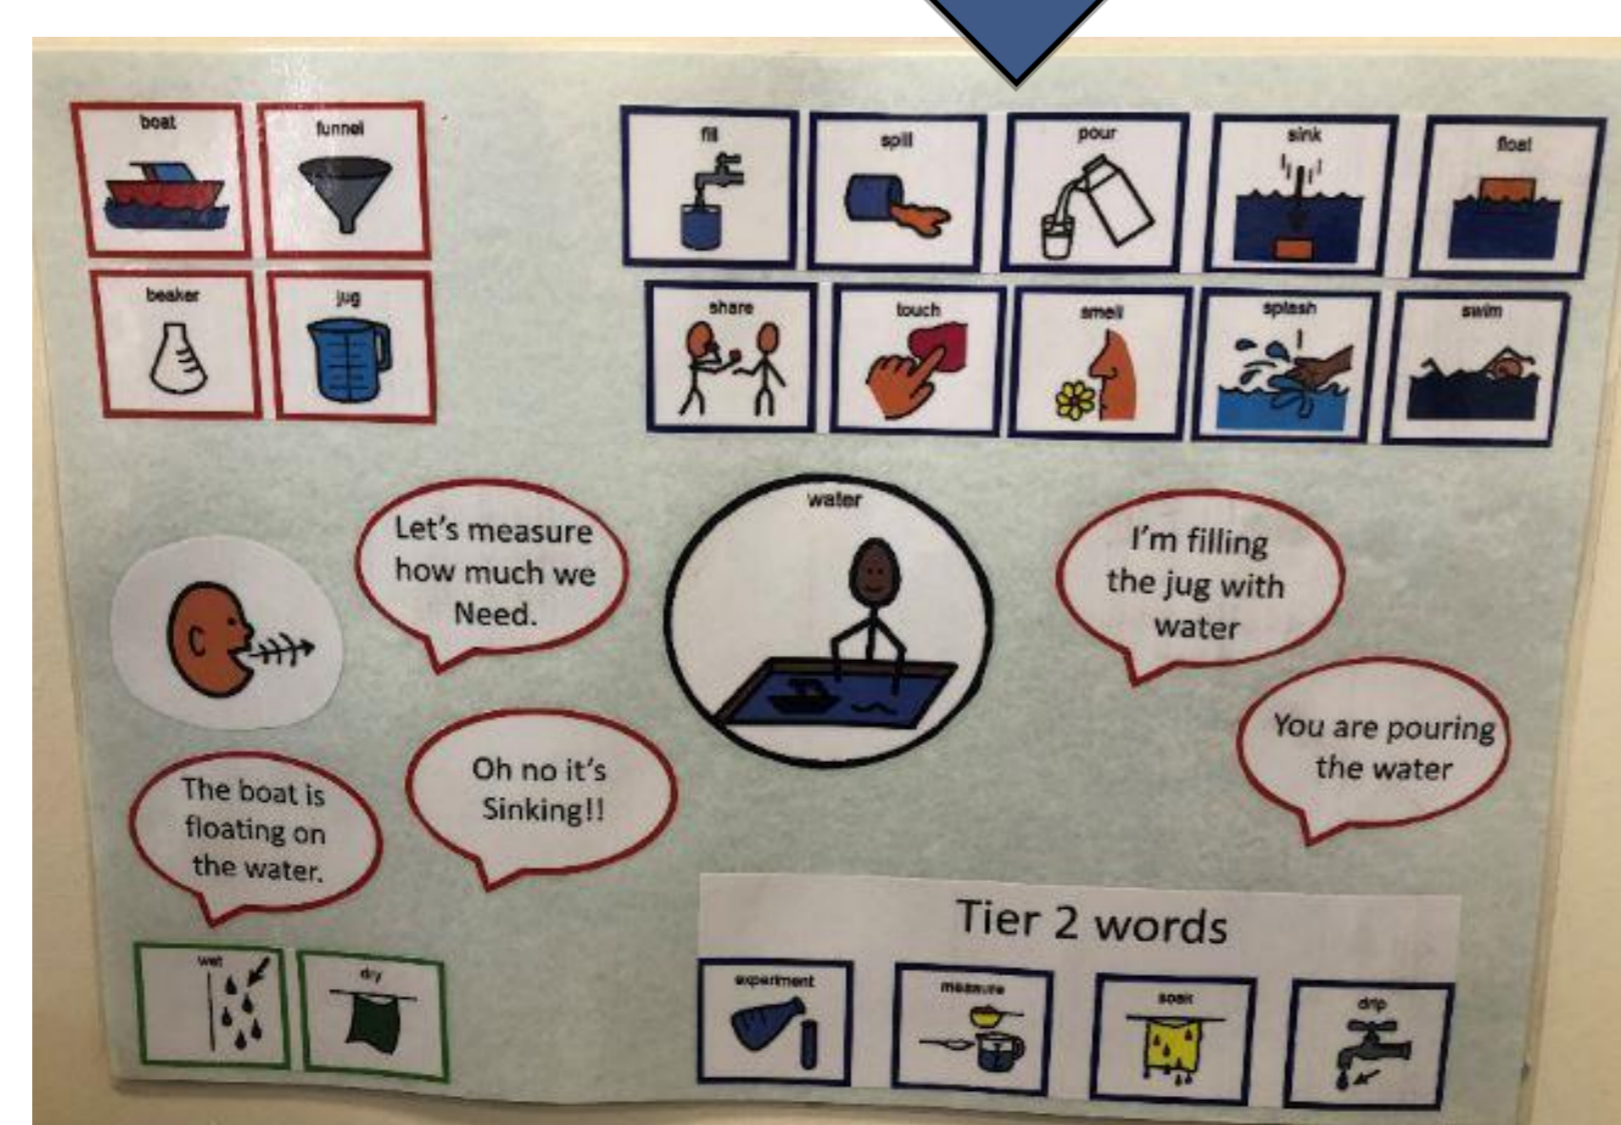 boat
funnel
beaker
jug
fill
spill
pour
sink
float
share
touch
smell
splash
swim
water
Let's measure
how much we
Need.
I'm filling
the jug with
water
You are pouring
the water
The boat is
floating on
the water.
Oh no it's
Sinking!!
wet
dry
Tier 2 words
experiment
measure
soak
drip